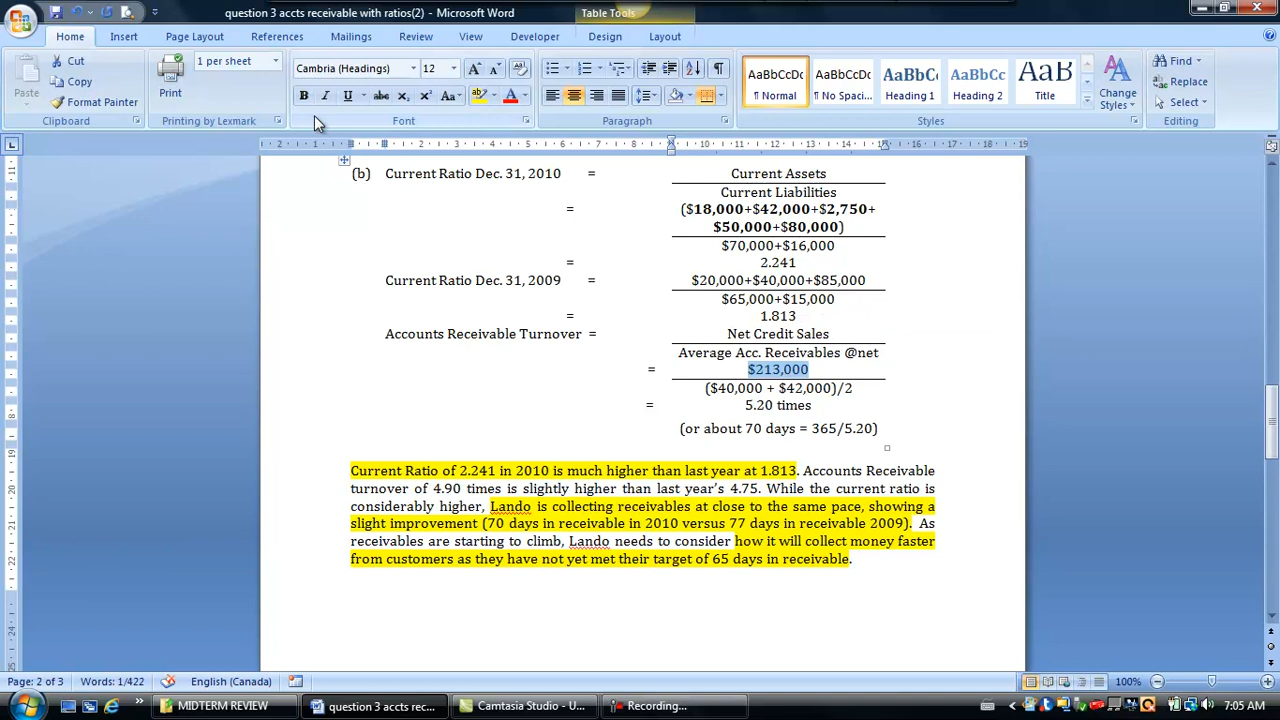 question 3 accts receivable with ratios(2) - Microsoft Word
Table Tools
Home Insert Page Layout References Mailings Review View Developer Design Layout
Paste
Cut
Copy
Format Painter
Clipboard
Print
1 per sheet
Printing by Lexmark
Cambria (Headings) 12
Font
Paragraph
AaBbCcDc AaBbCcDc AaBbCc AaBbCc AaB
¶ Normal ¶ No Spaci... Heading 1 Heading 2 Title
Change Styles
Styles
Find
Replace
Select
Editing
(b) Current Ratio Dec. 31, 2010 = Current Assets
Current Liabilities
= ($18,000+$42,000+$2,750+
$50,000+$80,000)
$70,000+$16,000
= 2.241
Current Ratio Dec. 31, 2009 = $20,000+$40,000+$85,000
$65,000+$15,000
= 1.813
Accounts Receivable Turnover = Net Credit Sales
Average Acc. Receivables @net
= $213,000
($40,000 + $42,000)/2
= 5.20 times
(or about 70 days = 365/5.20)
Current Ratio of 2.241 in 2010 is much higher than last year at 1.813. Accounts Receivable
turnover of 4.90 times is slightly higher than last year's 4.75. While the current ratio is
considerably higher, Lando is collecting receivables at close to the same pace, showing a
slight improvement (70 days in receivable in 2010 versus 77 days in receivable 2009). As
receivables are starting to climb, Lando needs to consider how it will collect money faster
from customers as they have not yet met their target of 65 days in receivable.
Page: 2 of 3 Words: 1/422 English (Canada) 100%
MIDTERM REVIEW question 3 accts rec... Camtasia Studio - U... Recording... 7:05 AM